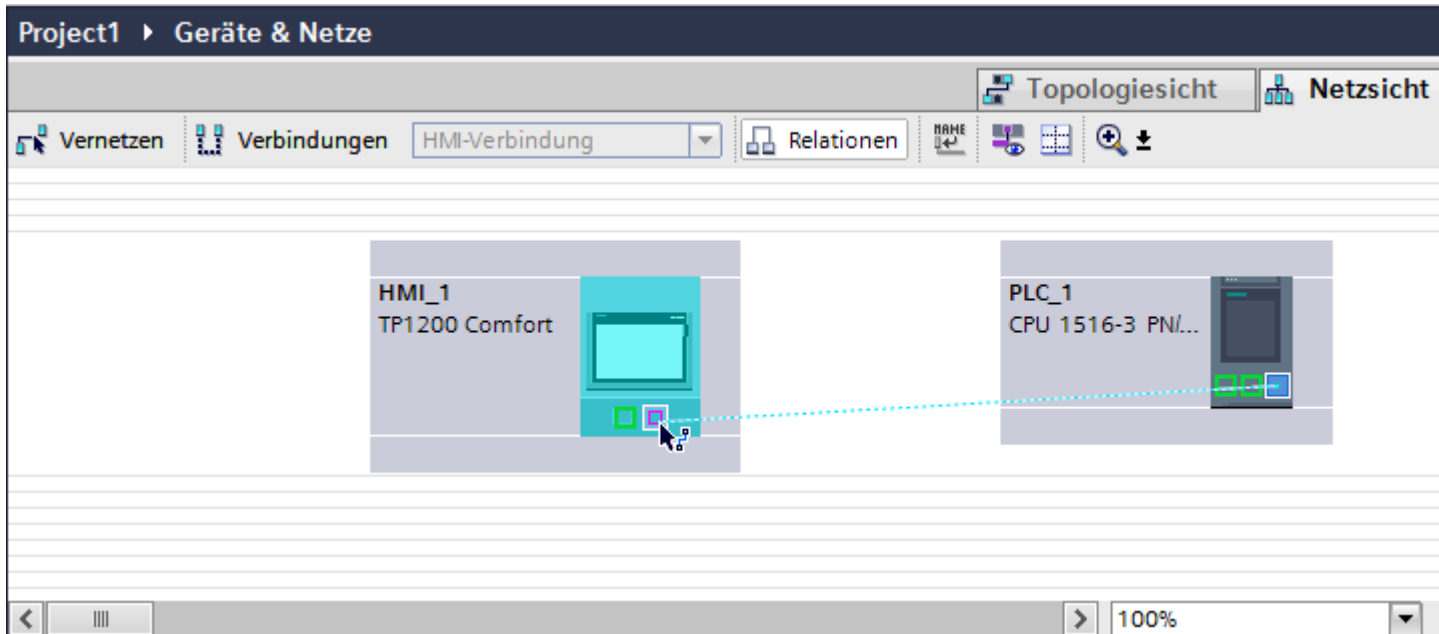 Project1 ▸ Geräte & Netze
Topologiesicht Netzsicht
Vernetzen Verbindungen HMI-Verbindung Relationen NAME
HMI_1 PLC_1
TP1200 Comfort CPU 1516-3 PN/...
100%